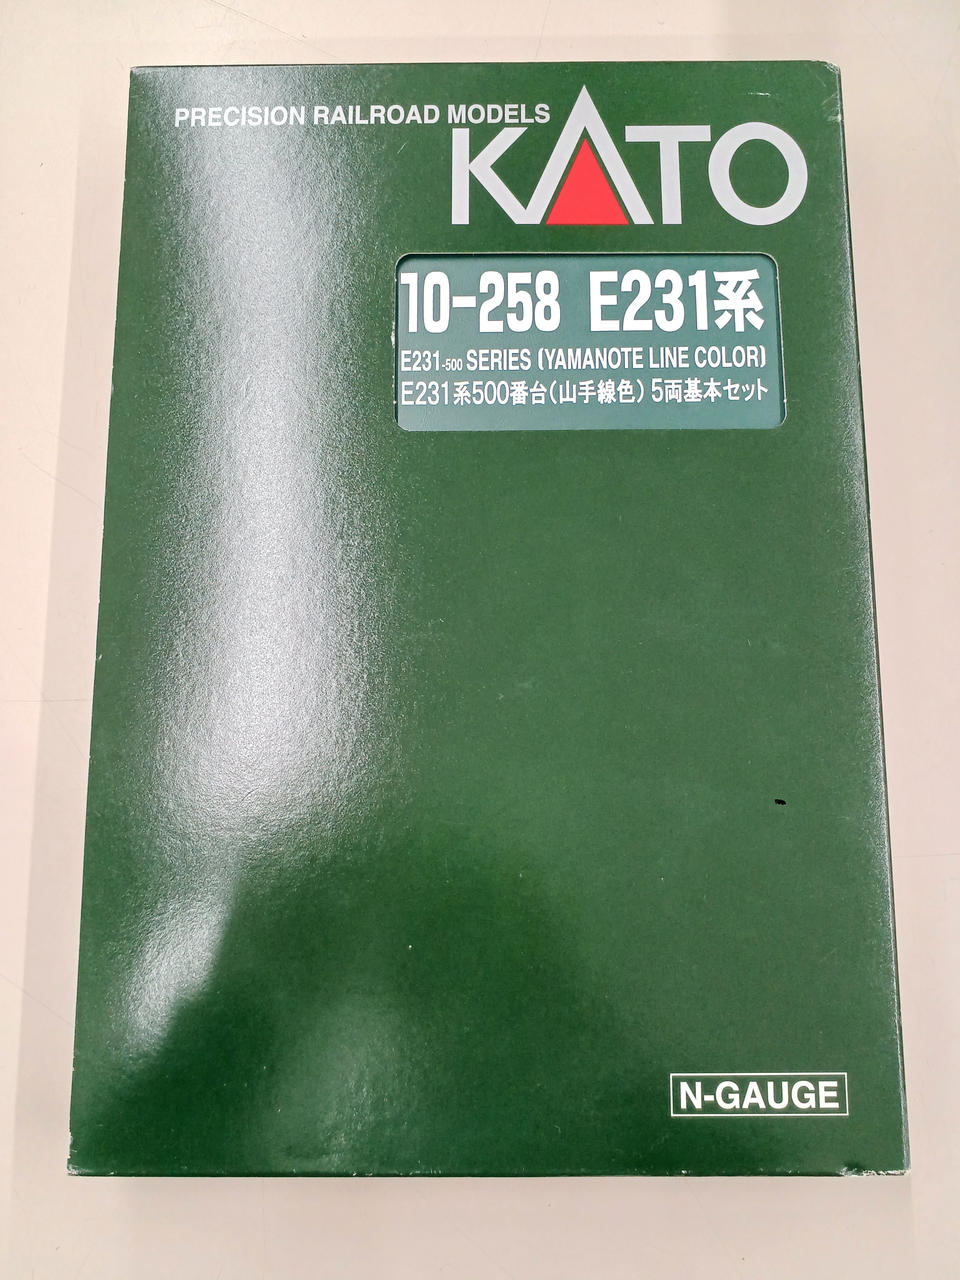 PRECISION RAILROAD MODELS
KATO
10-258 E231系
E231-500 SERIES (YAMANOTE LINE COLOR)
E231系500番台(山手線色) 5両基本セット
N-GAUGE